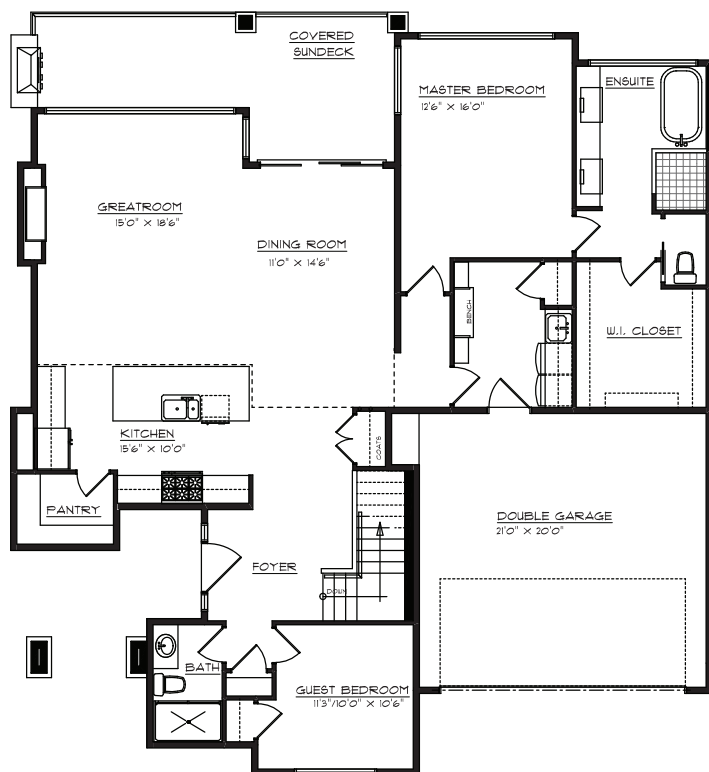 COVERED
SUNDECK
MASTER BEDROOM
12'6" X 16'0"
ENSUITE
GREATROOM
15'0" X 18'6"
DINING ROOM
11'0" X 14'6"
BENCH
W.I. CLOSET
KITCHEN
15'6" X 10'0"
COATS
PANTRY
DOUBLE GARAGE
21'0" X 20'0"
FOYER
DOWN
BATH
GUEST BEDROOM
11'3"/10'0" X 10'6"